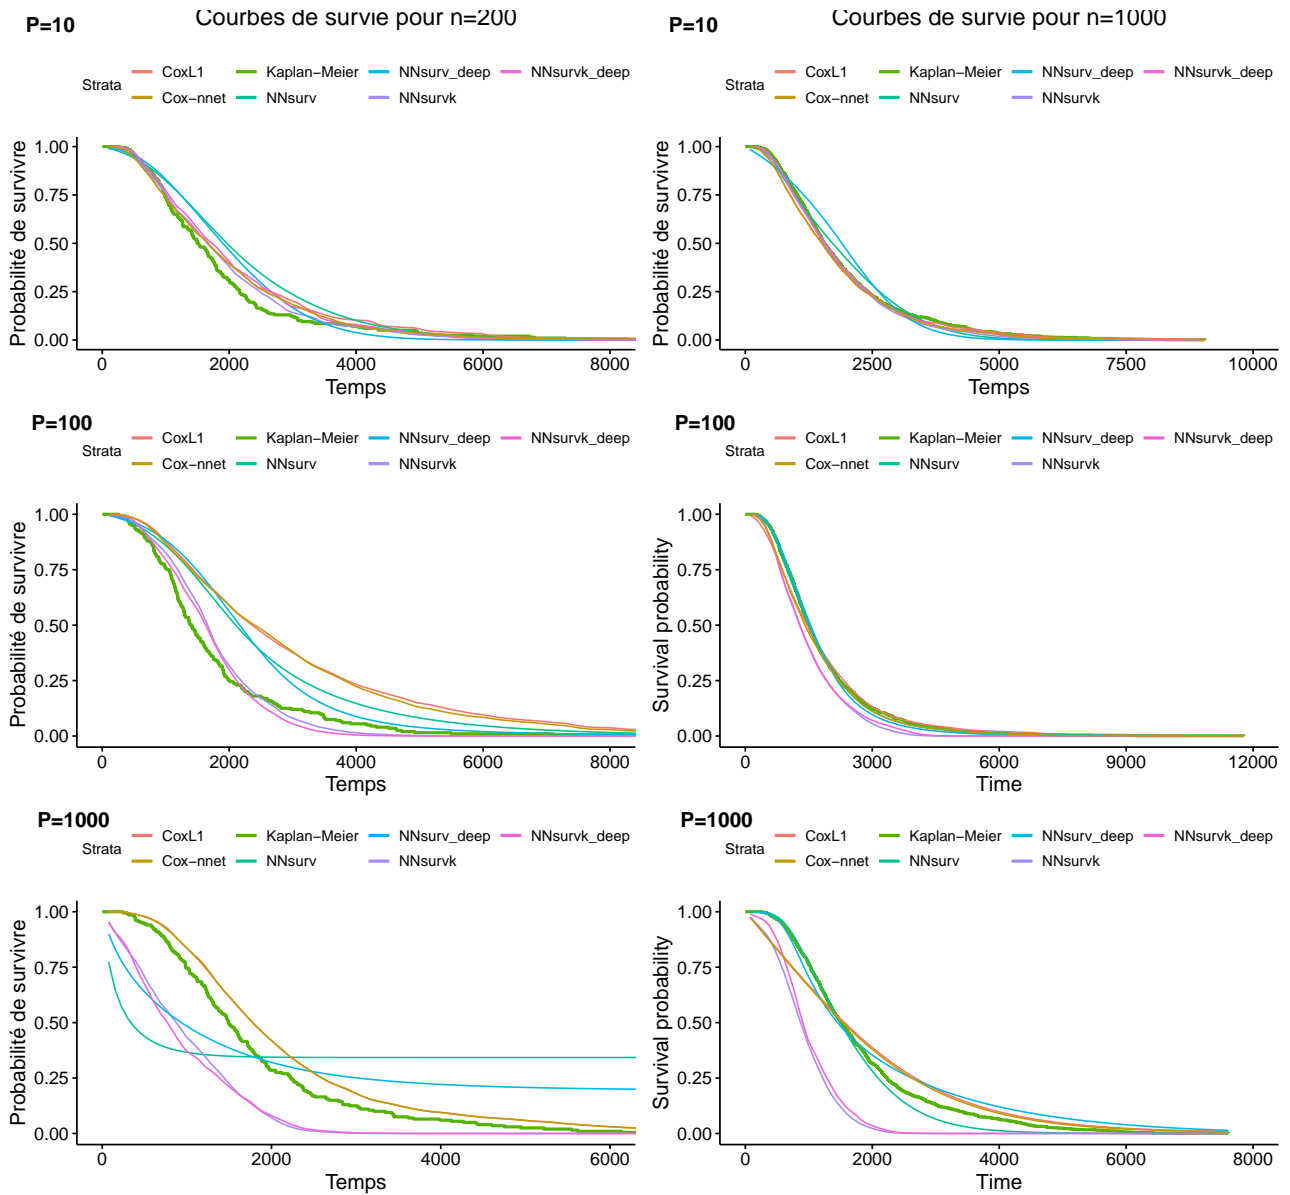 Courbes de survie pour n=200
P=10
Strata CoxL1 Kaplan−Meier NNsurv_deep NNsurvk_deep
Cox−nnet NNsurv NNsurvk
Probabilité de survivre
1.00
0.75
0.50
0.25
0.00
0 2000 4000 6000 8000
Temps
Courbes de survie pour n=1000
P=10
Strata CoxL1 Kaplan−Meier NNsurv_deep NNsurvk_deep
Cox−nnet NNsurv NNsurvk
Probabilité de survivre
1.00
0.75
0.50
0.25
0.00
0 2500 5000 7500 10000
Temps
P=100
Strata CoxL1 Kaplan−Meier NNsurv_deep NNsurvk_deep
Cox−nnet NNsurv NNsurvk
Probabilité de survivre
1.00
0.75
0.50
0.25
0.00
0 2000 4000 6000 8000
Temps
P=100
Strata CoxL1 Kaplan−Meier NNsurv_deep NNsurvk_deep
Cox−nnet NNsurv NNsurvk
Survival probability
1.00
0.75
0.50
0.25
0.00
0 3000 6000 9000 12000
Time
P=1000
Strata CoxL1 Kaplan−Meier NNsurv_deep NNsurvk_deep
Cox−nnet NNsurv NNsurvk
Probabilité de survivre
1.00
0.75
0.50
0.25
0.00
0 2000 4000 6000
Temps
P=1000
Strata CoxL1 Kaplan−Meier NNsurv_deep NNsurvk_deep
Cox−nnet NNsurv NNsurvk
Survival probability
1.00
0.75
0.50
0.25
0.00
0 2000 4000 6000 8000
Time